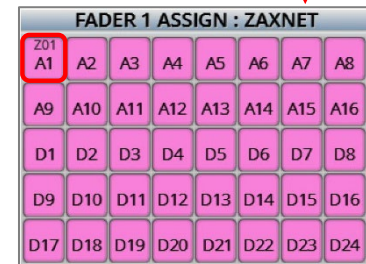 FADER 1 ASSIGN : ZAXNET
Z01
A1 A2 A3 A4 A5 A6 A7 A8
A9 A10 A11 A12 A13 A14 A15 A16
D1 D2 D3 D4 D5 D6 D7 D8
D9 D10 D11 D12 D13 D14 D15 D16
D17 D18 D19 D20 D21 D22 D23 D24